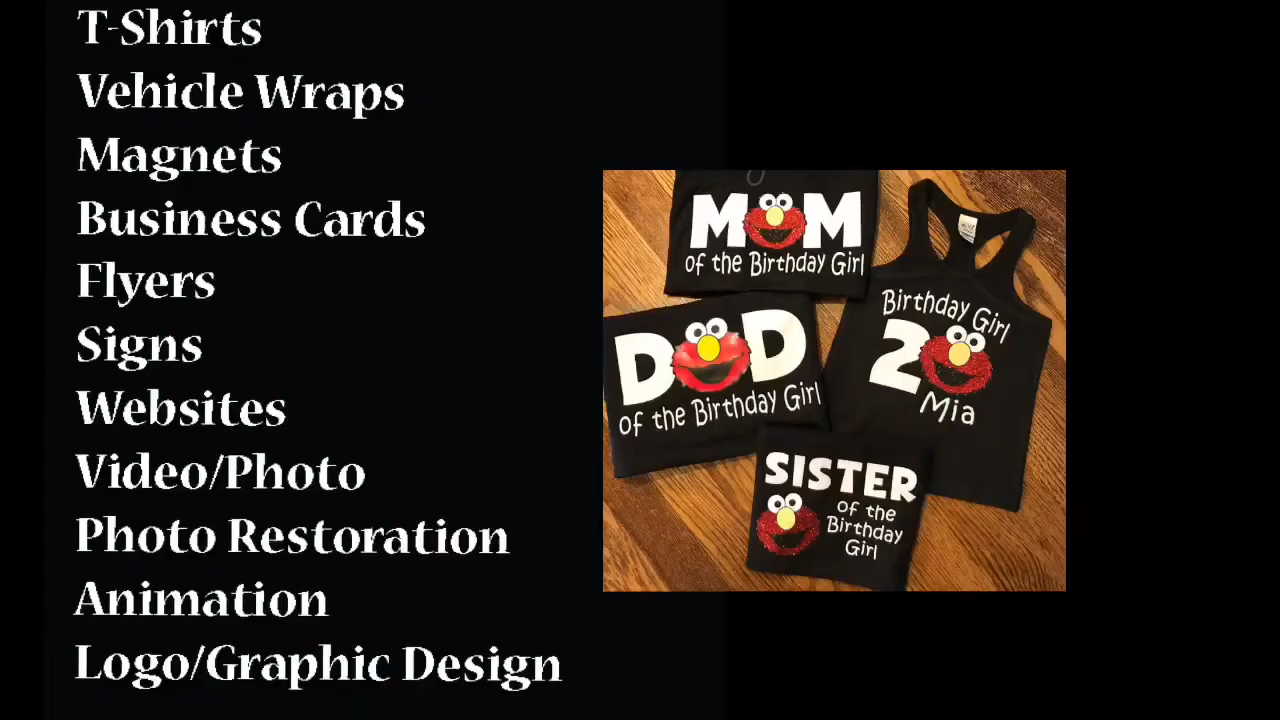 T-Shirts
Vehicle Wraps
Magnets
Business Cards
Flyers
Signs
Websites
Video/Photo
Photo Restoration
Animation
Logo/Graphic Design
MOM
of the Birthday Girl
DAD
of the Birthday Girl
Birthday Girl
2
Mia
SISTER
of the
Birthday
Girl